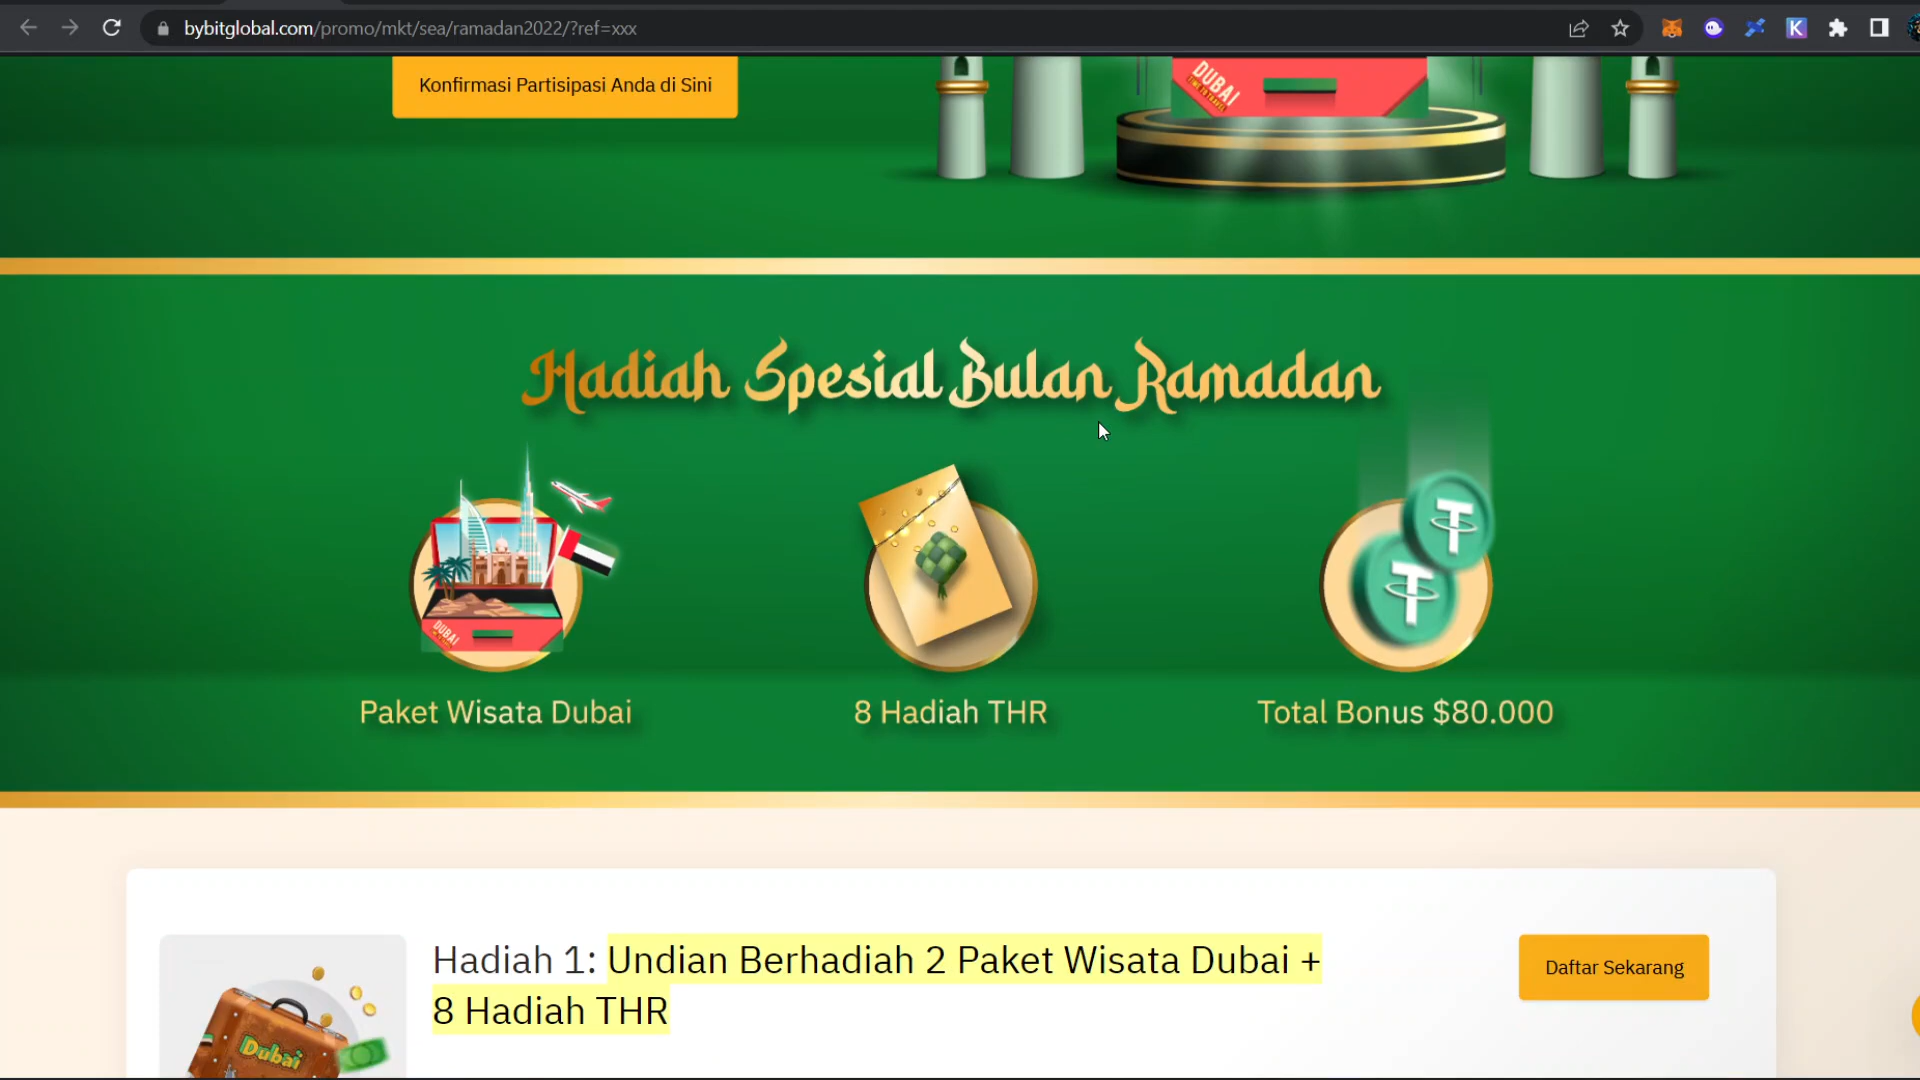 bybitglobal.com/promo/mkt/sea/ramadan2022/?ref=xxx
K
Konfirmasi Partisipasi Anda di Sini
DUBAI
Hadiah Spesial Bulan Ramadan
DUBAI
Paket Wisata Dubai
8 Hadiah THR
Total Bonus $80.000
Hadiah 1: Undian Berhadiah 2 Paket Wisata Dubai +
8 Hadiah THR
Daftar Sekarang
Dubai